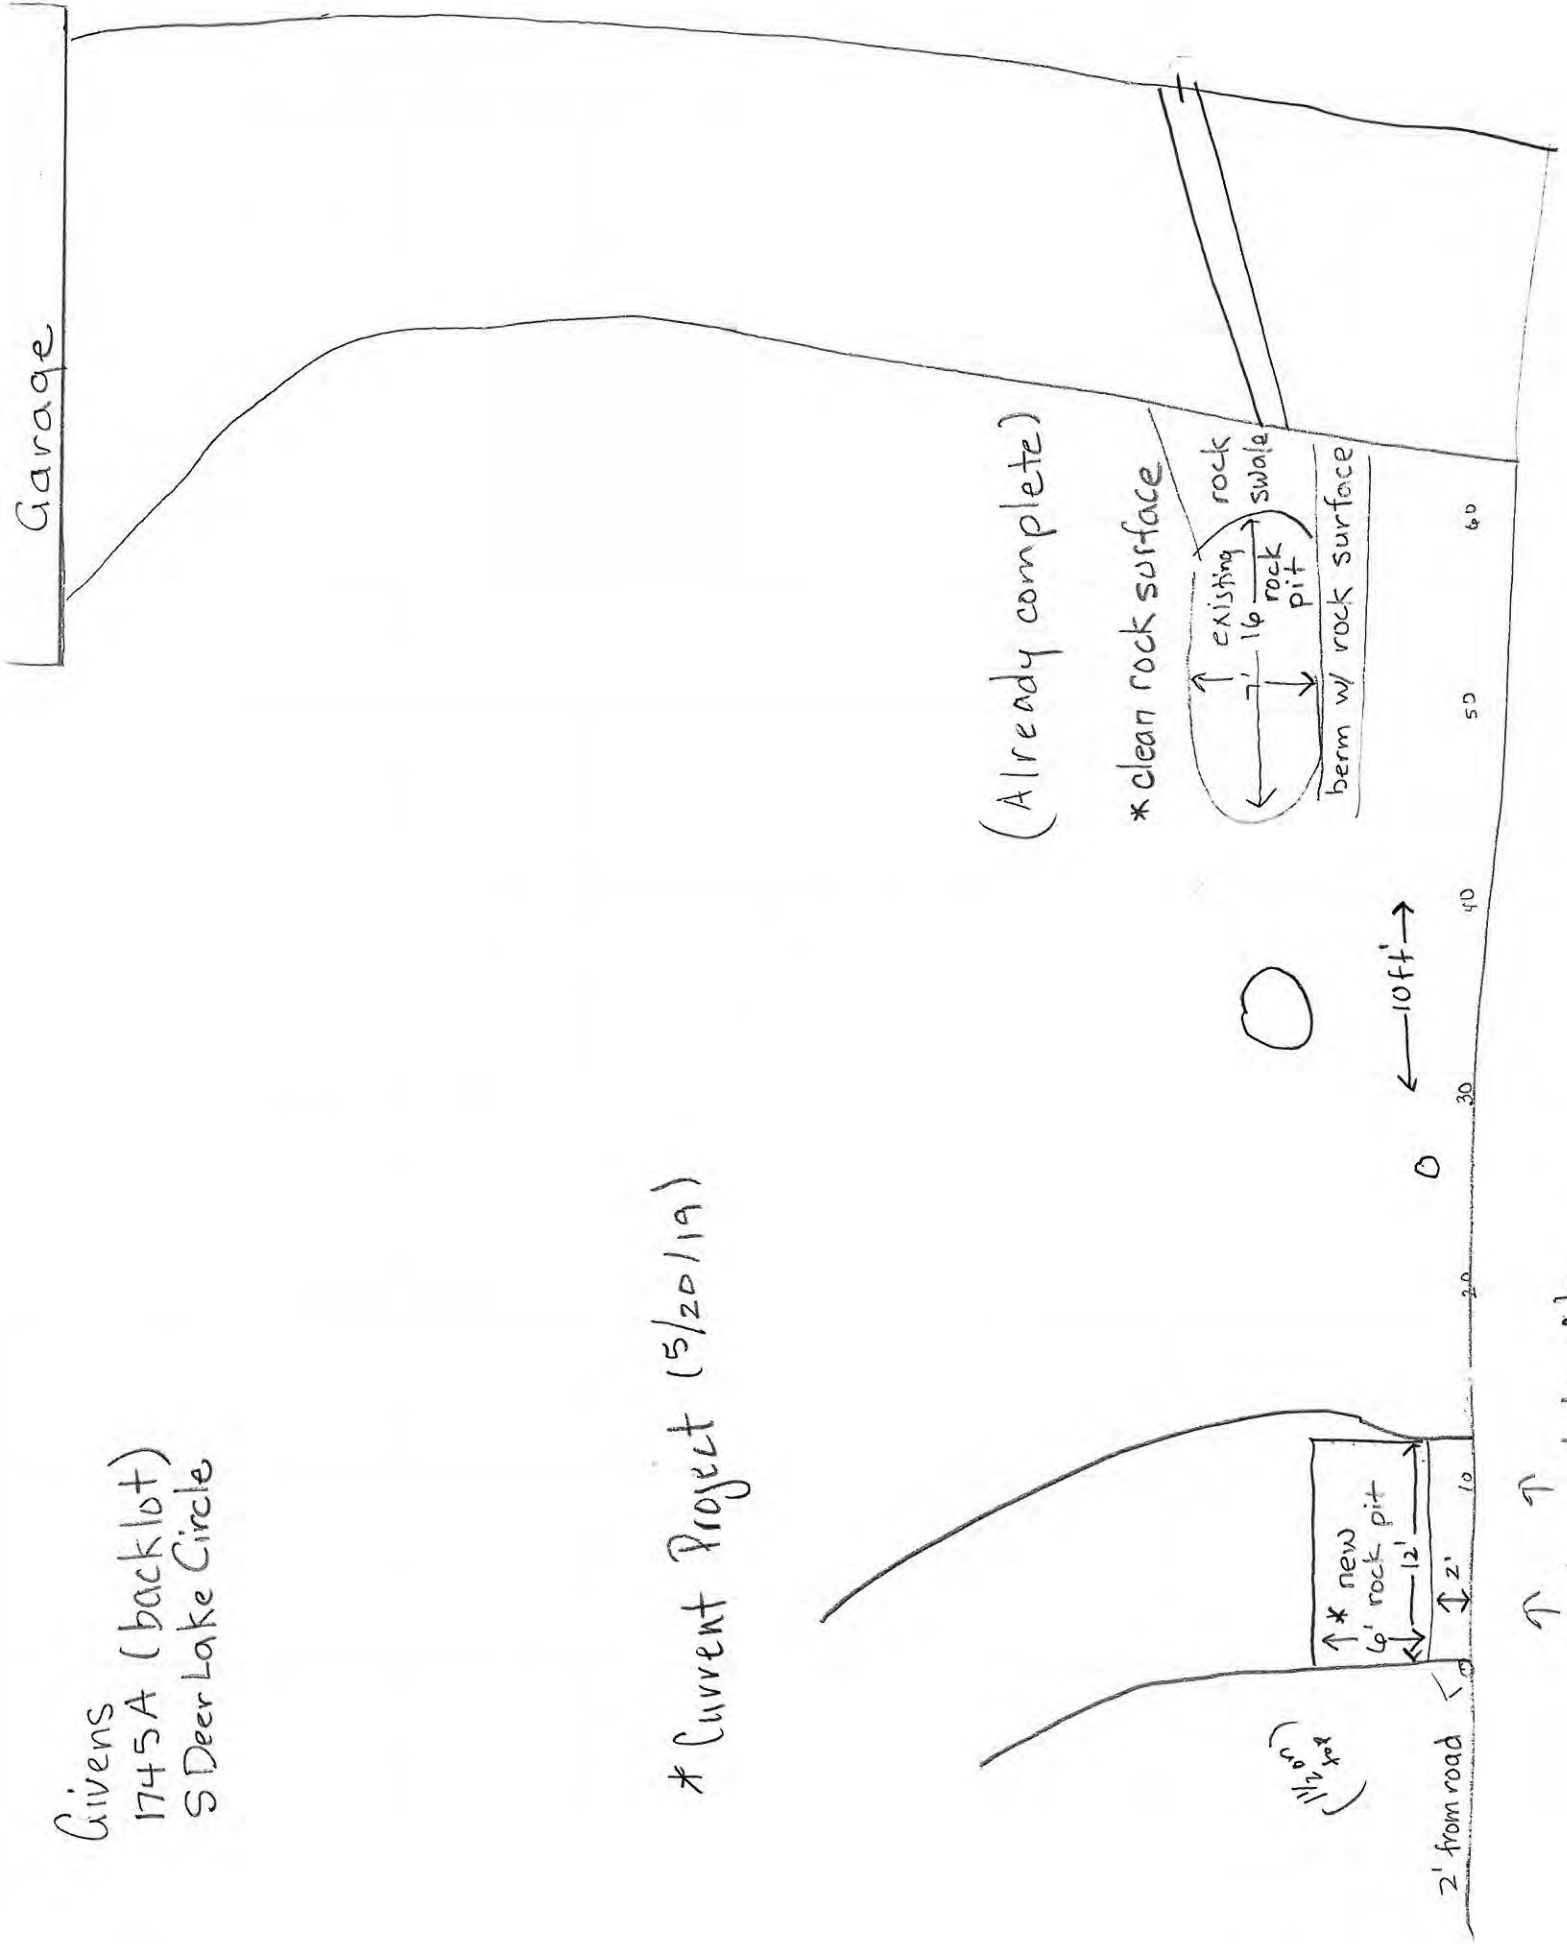 Givens
1745A (backlot)
S Deer Lake Circle
Garage
* Current Project (5/20/19)
(Already complete)
* clean rock surface
existing
7'
16
rock
pit
rock
swale
berm w/ rock surface
← 10ft' →
* new
6' rock pit
12'
2'
2' from road
0
10
20
30
40
50
60